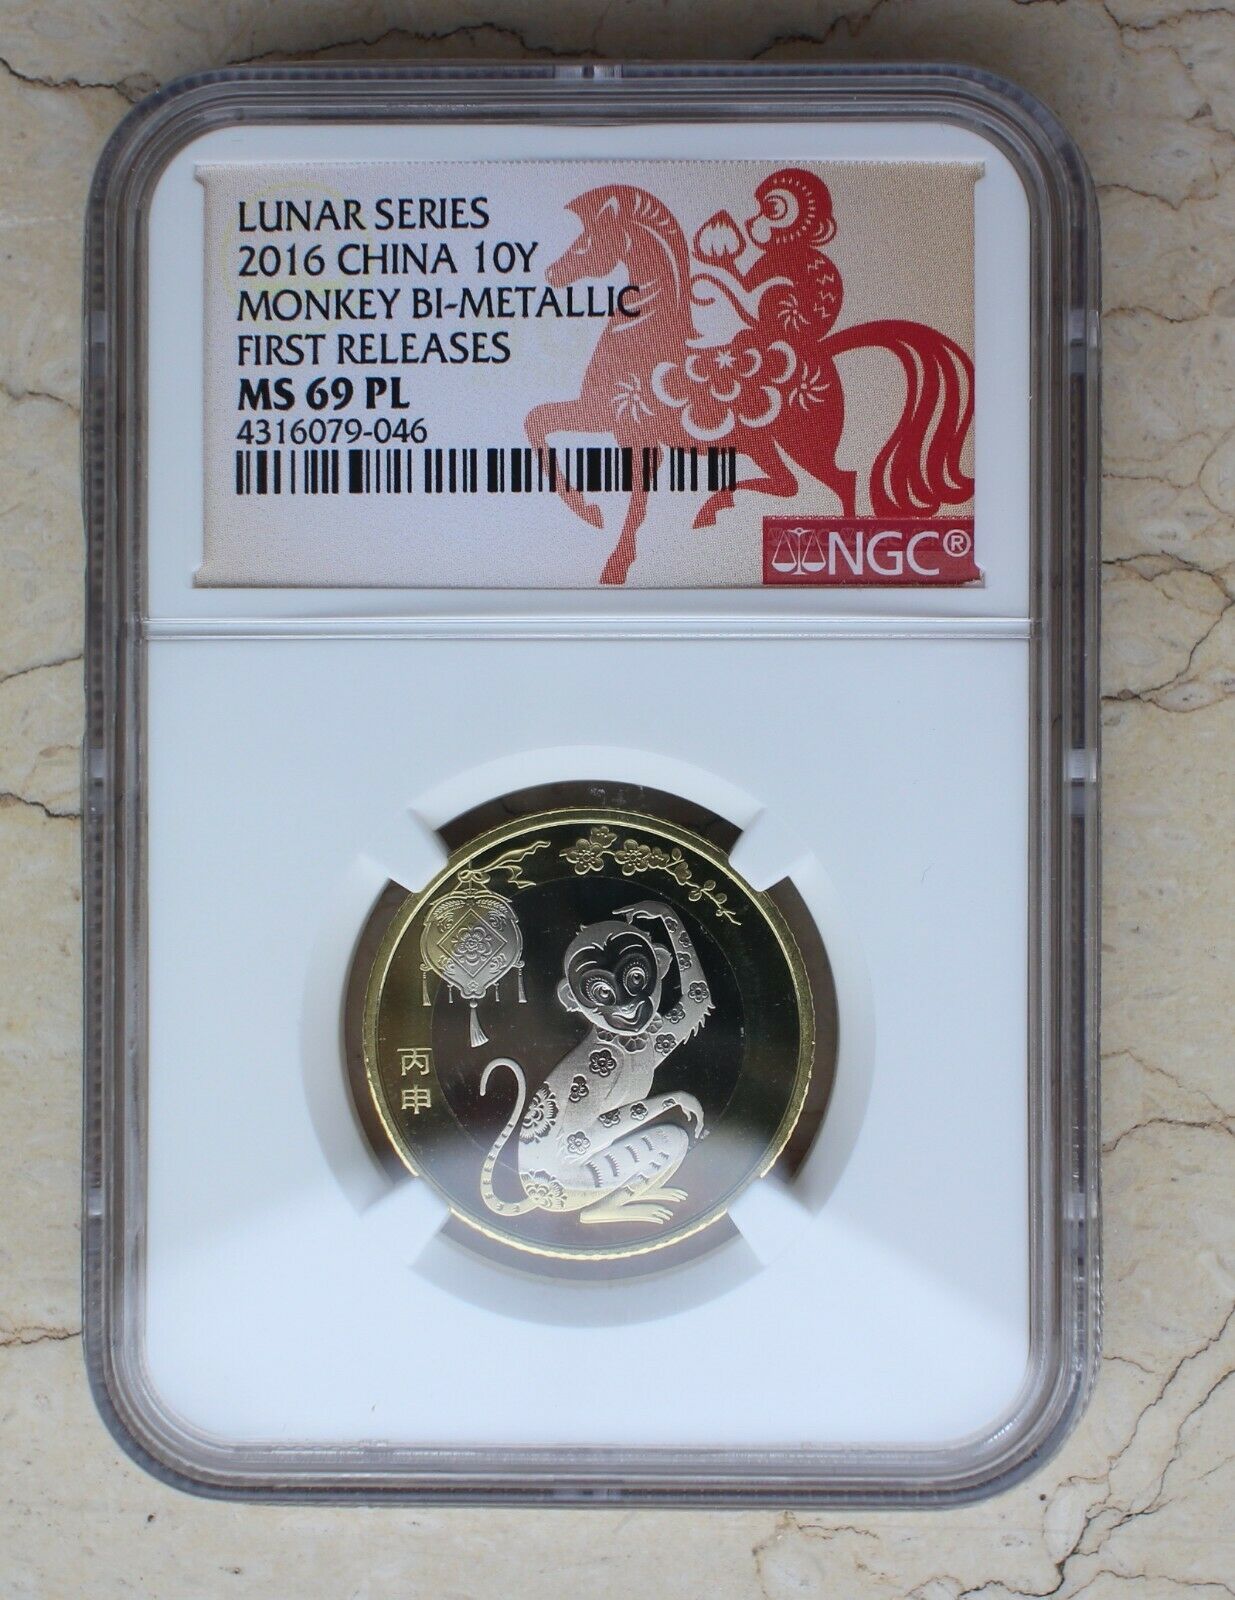 LUNAR SERIES
2016 CHINA 10Y
MONKEY BI-METALLIC
FIRST RELEASES
MS 69 PL
4316079-046
NGC®
丙
申